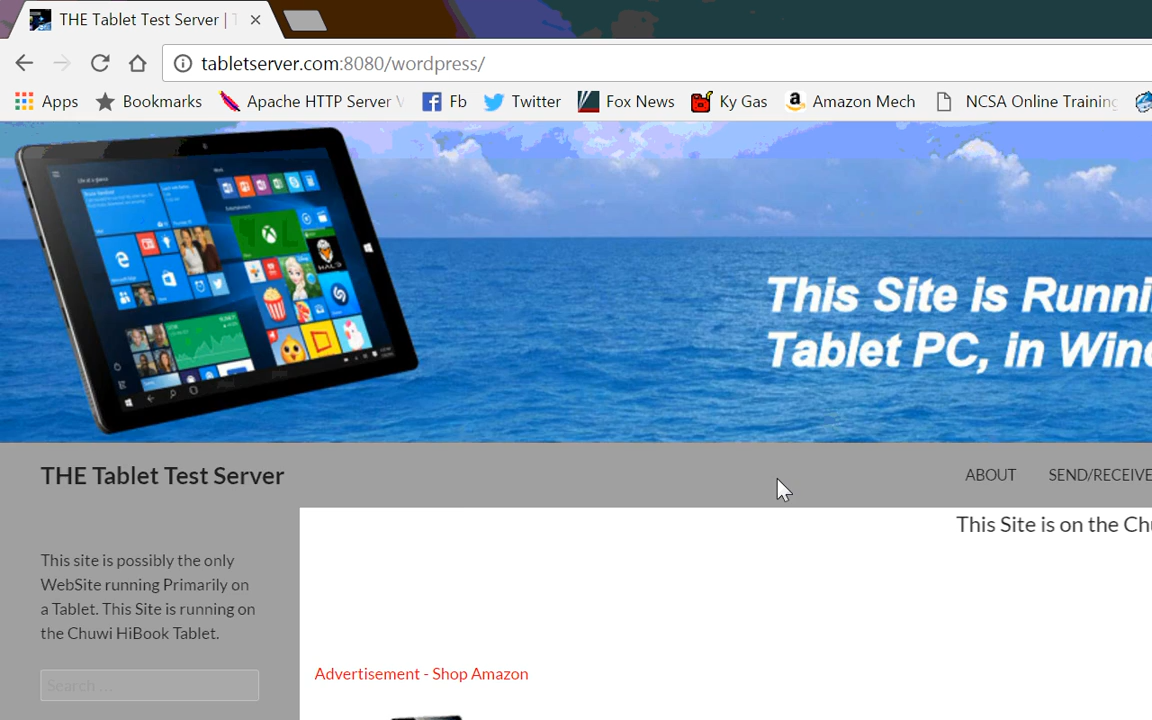 THE Tablet Test Server |
tabletserver.com:8080/wordpress/
Apps Bookmarks Apache HTTP Server Fb Twitter Fox News Ky Gas Amazon Mech NCSA Online Training
This Site is Runni
Tablet PC, in Wind
THE Tablet Test Server
ABOUT SEND/RECEIVE
This Site is on the Chu
This site is possibly the only
WebSite running Primarily on
a Tablet. This Site is running on
the Chuwi HiBook Tablet.
Search ...
Advertisement - Shop Amazon